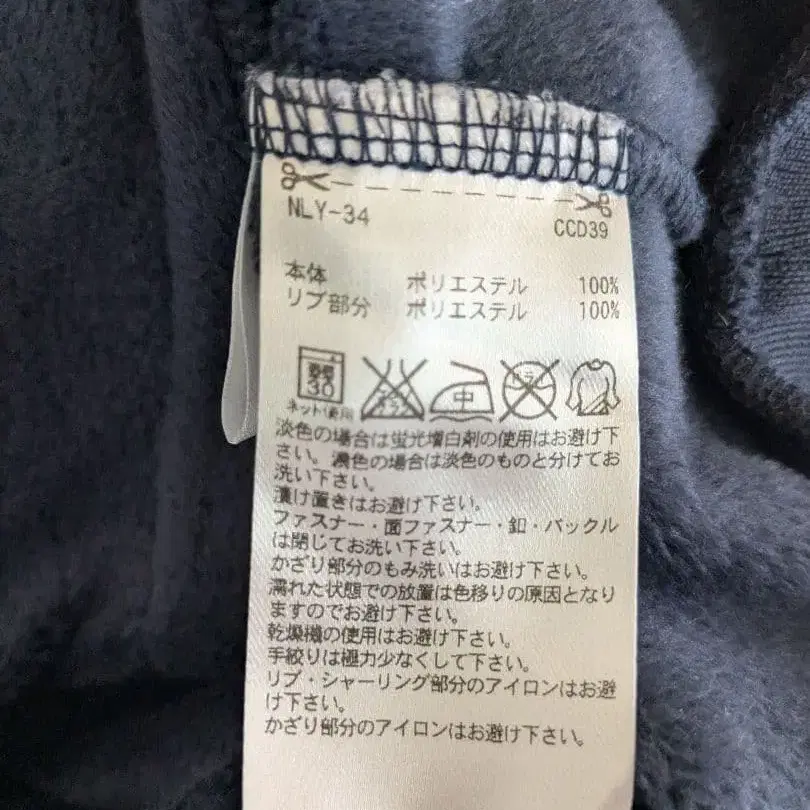 NLY-34
CCD39
本体 ポリエステル 100%
リブ部分 ポリエステル 100%
30 中
ネット使用
淡色の場合は蛍光増白剤の使用はお避け下
さい。濃色の場合は淡色のものと分けてお
洗い下さい。
漬け置きはお避け下さい。
ファスナー・面ファスナー・釦・バックル
は閉じてお洗い下さい。
かざり部分のもみ洗いはお避け下さい。
濡れた状態での放置は色移りの原因となり
ますのでお避け下さい。
乾燥機の使用はお避け下さい。
手絞りは極力少なくして下さい。
リブ・シャーリング部分のアイロンはお避
け下さい。
かざり部分のアイロンはお避け下さい。